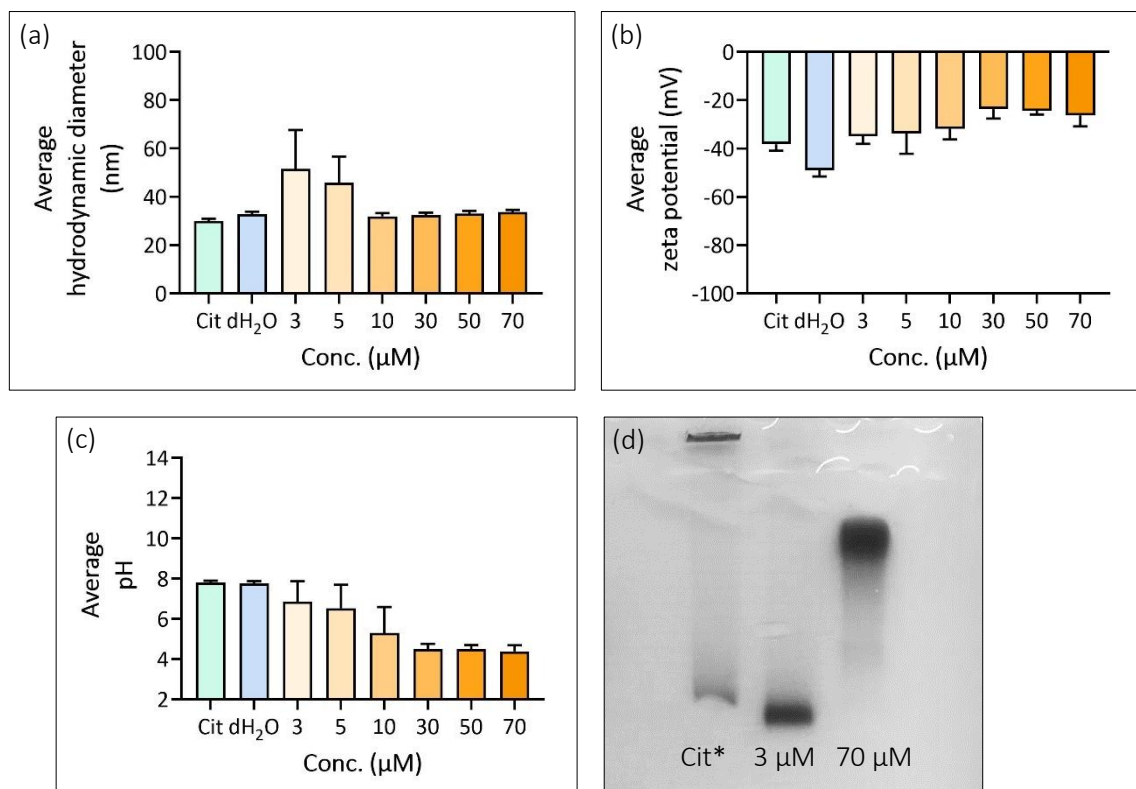 (a)
Average
hydrodynamic diameter
(nm)
100
80
60
40
20
0
Cit dH₂O 3 5 10 30 50 70
Conc. (µM)
(b)
Average
zeta potential (mV)
0
-20
-40
-60
-80
-100
Cit dH₂O 3 5 10 30 50 70
Conc. (µM)
(c)
Average
pH
14
12
10
8
6
4
2
Cit dH₂O 3 5 10 30 50 70
Conc. (µM)
(d)
Cit* 3 µM 70 µM